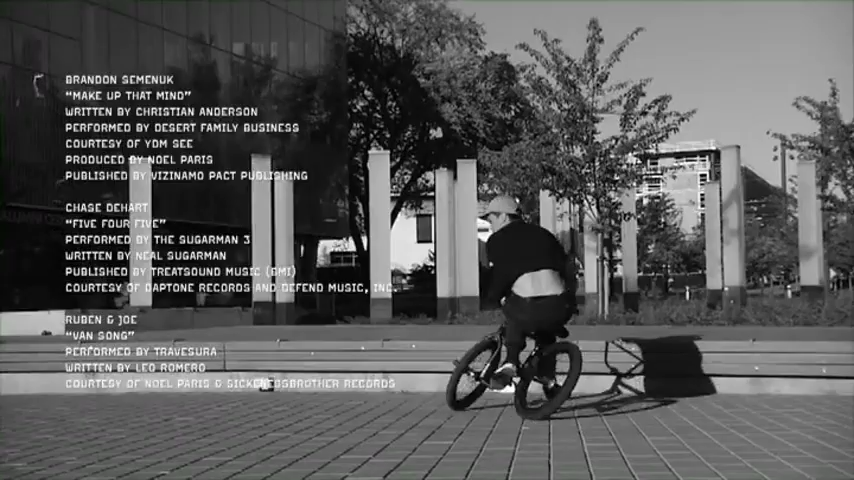 BRANDON SEMENUK
"MAKE UP THAT MIND"
WRITTEN BY CHRISTIAN ANDERSON
PERFORMED BY DESERT FAMILY BUSINESS
COURTESY OF YDM SEE
PRODUCED BY NOEL PARIS
PUBLISHED BY VIZINAMO PACT PUBLISHING
CHASE DEHART
"FIVE FOUR FIVE"
PERFORMED BY THE SUGARMAN 3
WRITTEN BY NEAL SUGARMAN
PUBLISHED BY TREATSOUND MUSIC (BMI)
COURTESY OF DAPTONE RECORDS AND DEFEND MUSIC, INC.
RUBEN & JOE
"VAN SONG"
PERFORMED BY TRAVESURA
WRITTEN BY LEO ROMERO
COURTESY OF NOEL PARIS & RECORDS